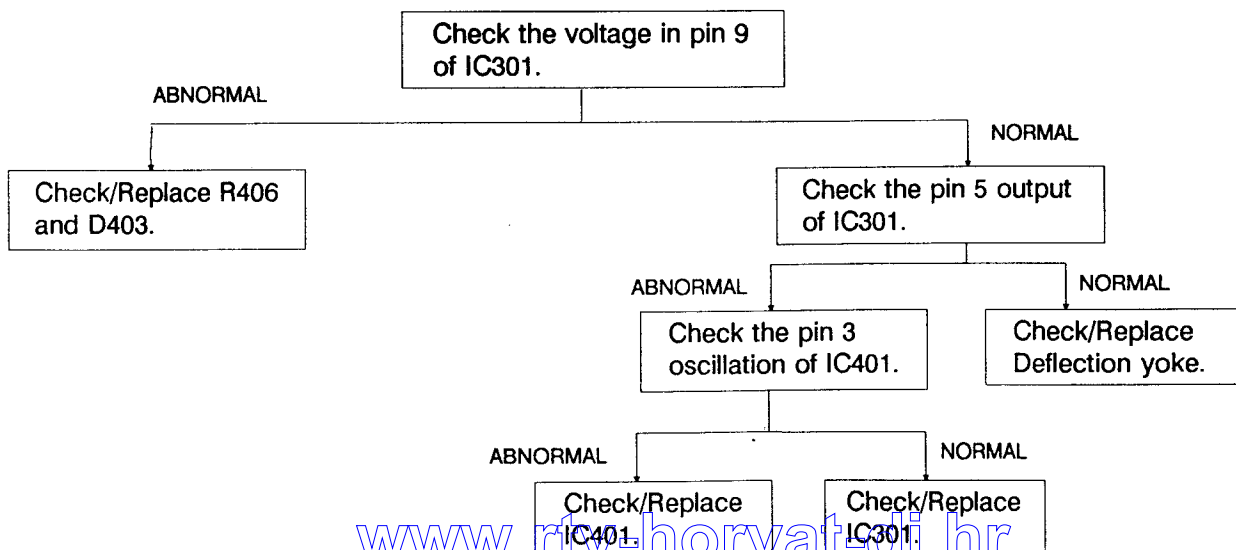 Check the voltage in pin 9
of IC301.
ABNORMAL
NORMAL
Check/Replace R406
and D403.
Check the pin 5 output
of IC301.
ABNORMAL
NORMAL
Check the pin 3
oscillation of IC401.
Check/Replace
Deflection yoke.
ABNORMAL
NORMAL
Check/Replace
IC401.
Check/Replace
IC301.
www.rtv-horvat-dj.hr